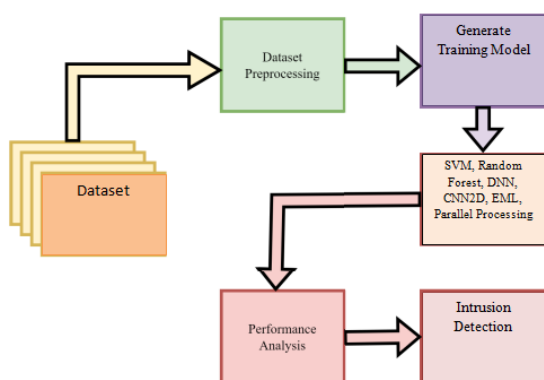 Dataset
Dataset
Preprocessing
Generate
Training Model
SVM, Random
Forest, DNN,
CNN2D, EML,
Parallel Processing
Performance
Analysis
Intrusion
Detection